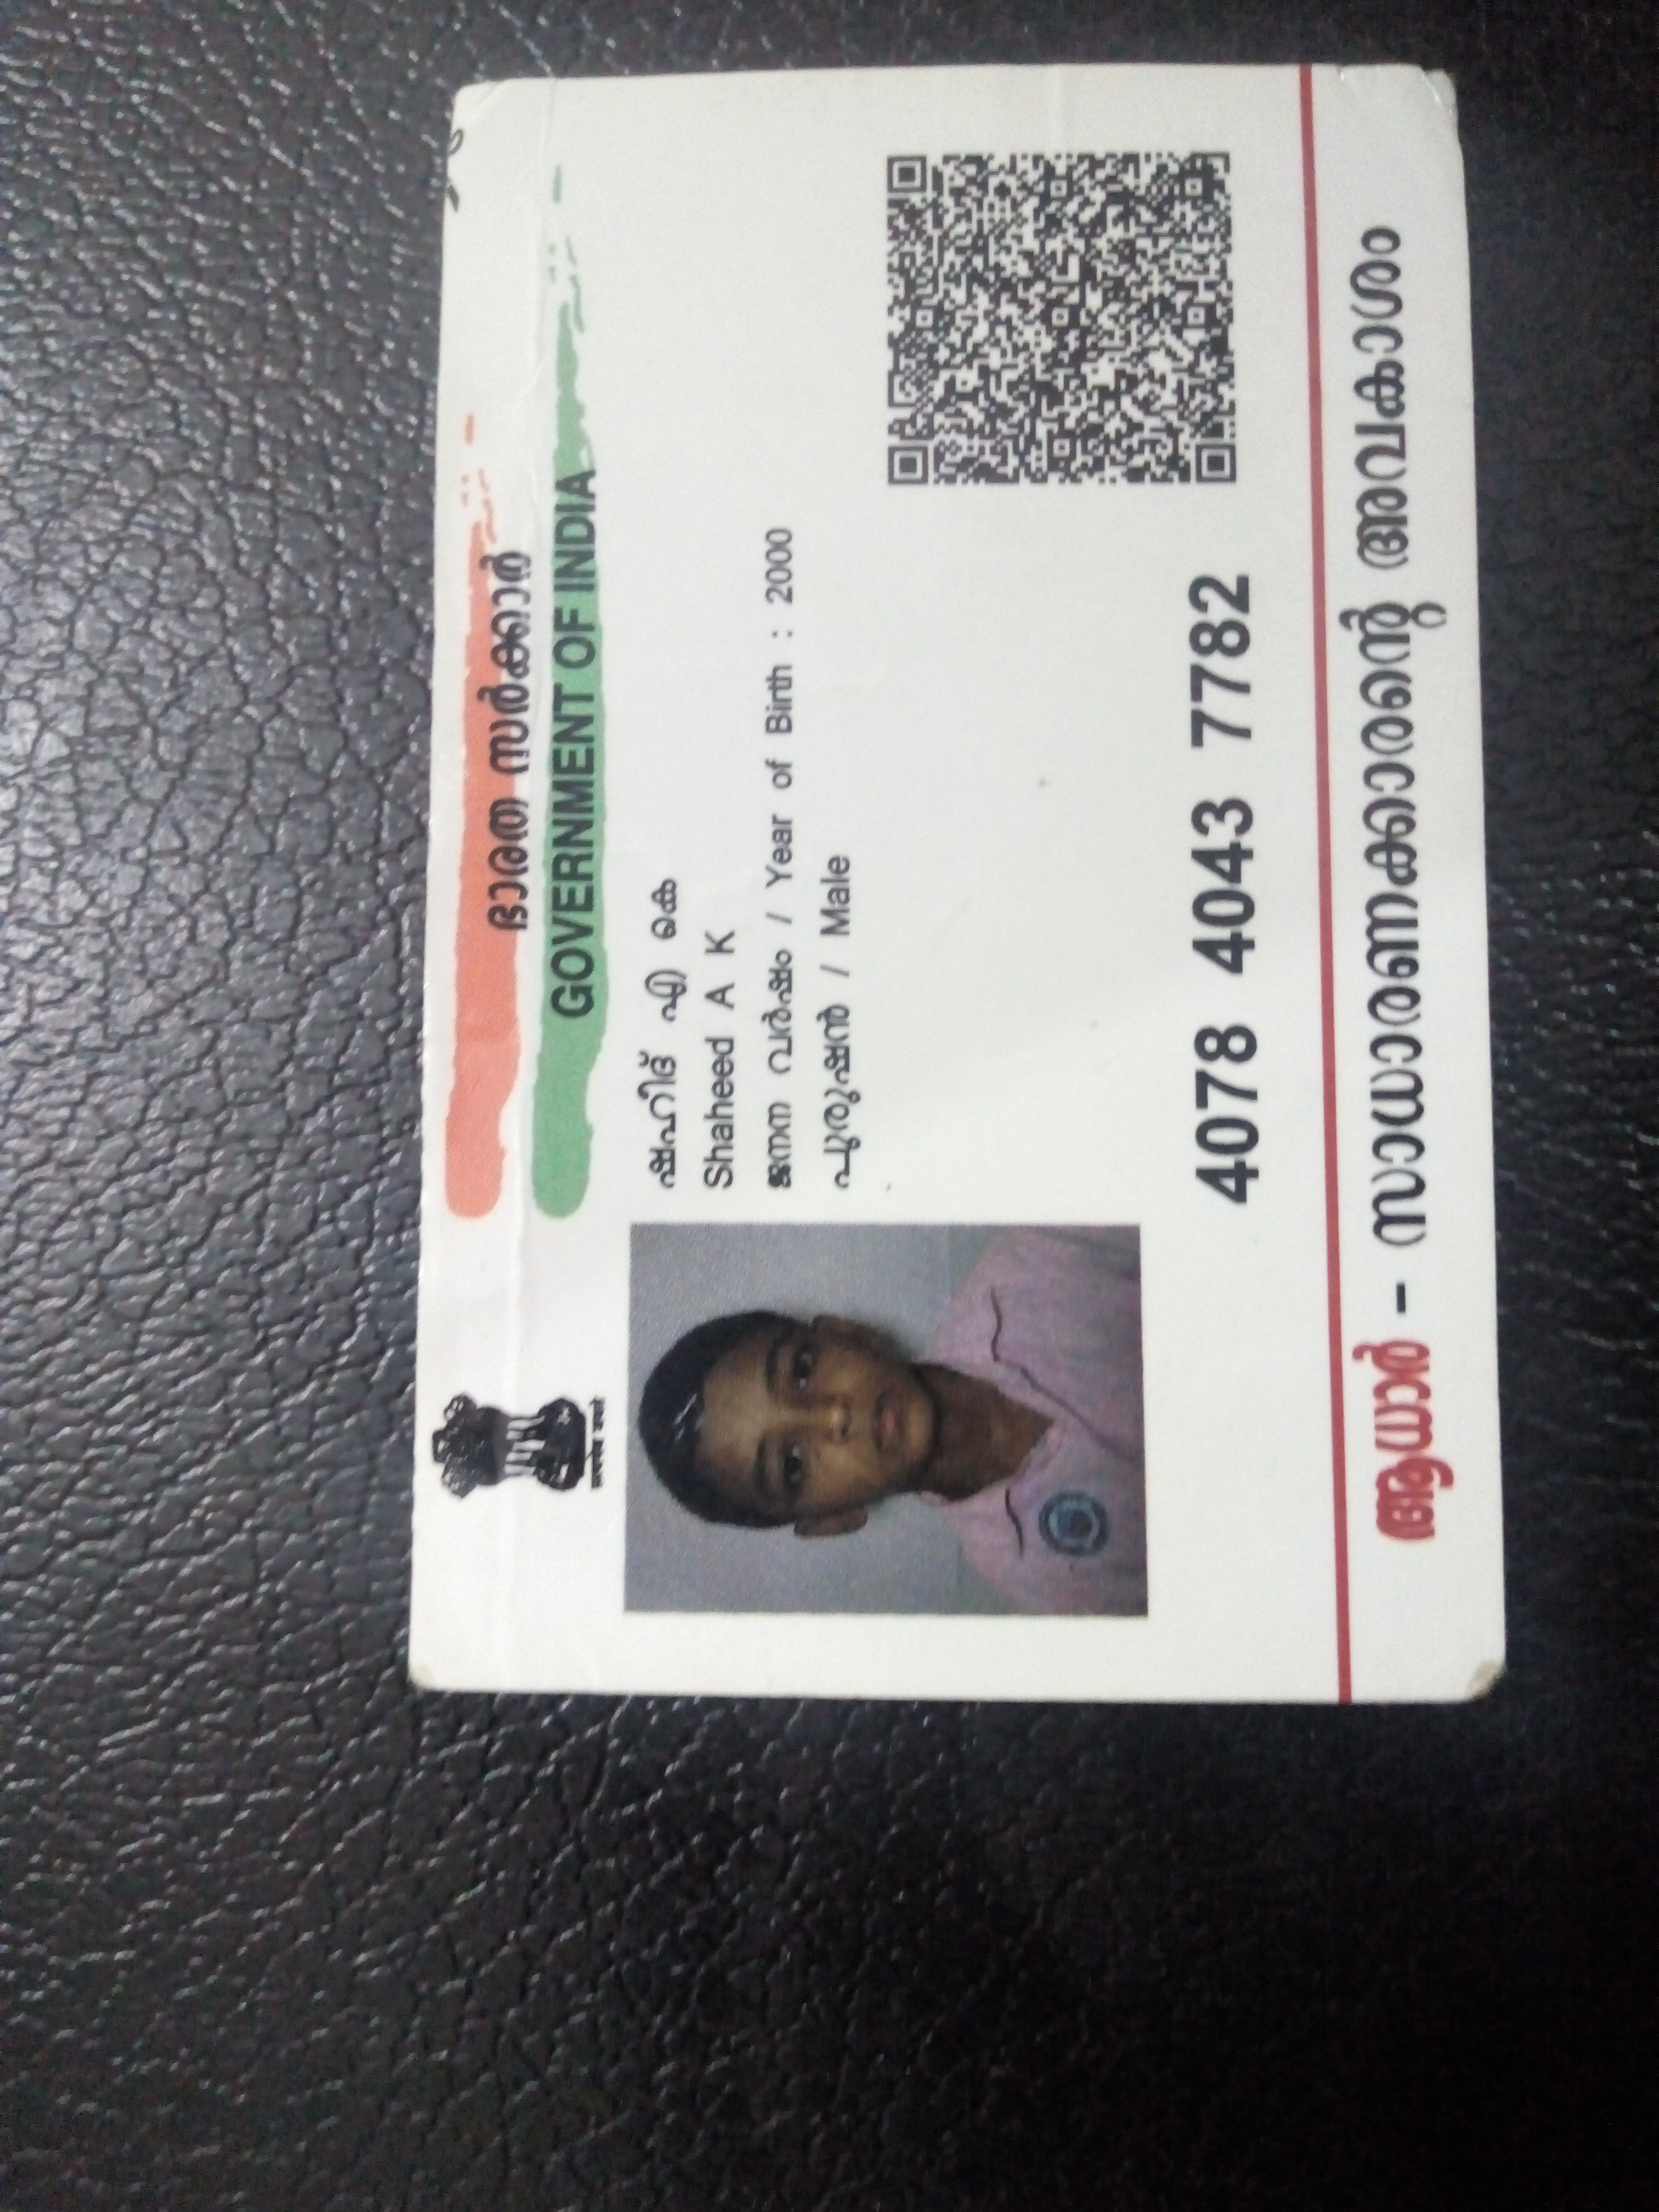 ഭാരത സർക്കാർ
GOVERNMENT OF INDIA
ഷഹീദ് എ കെ
Shaheed A K
ജനന വർഷം / Year of Birth : 2000
പുരുഷൻ / Male
4078 4043 7782
ആധാർ - സാധാരണക്കാരന്റെ അവകാശം